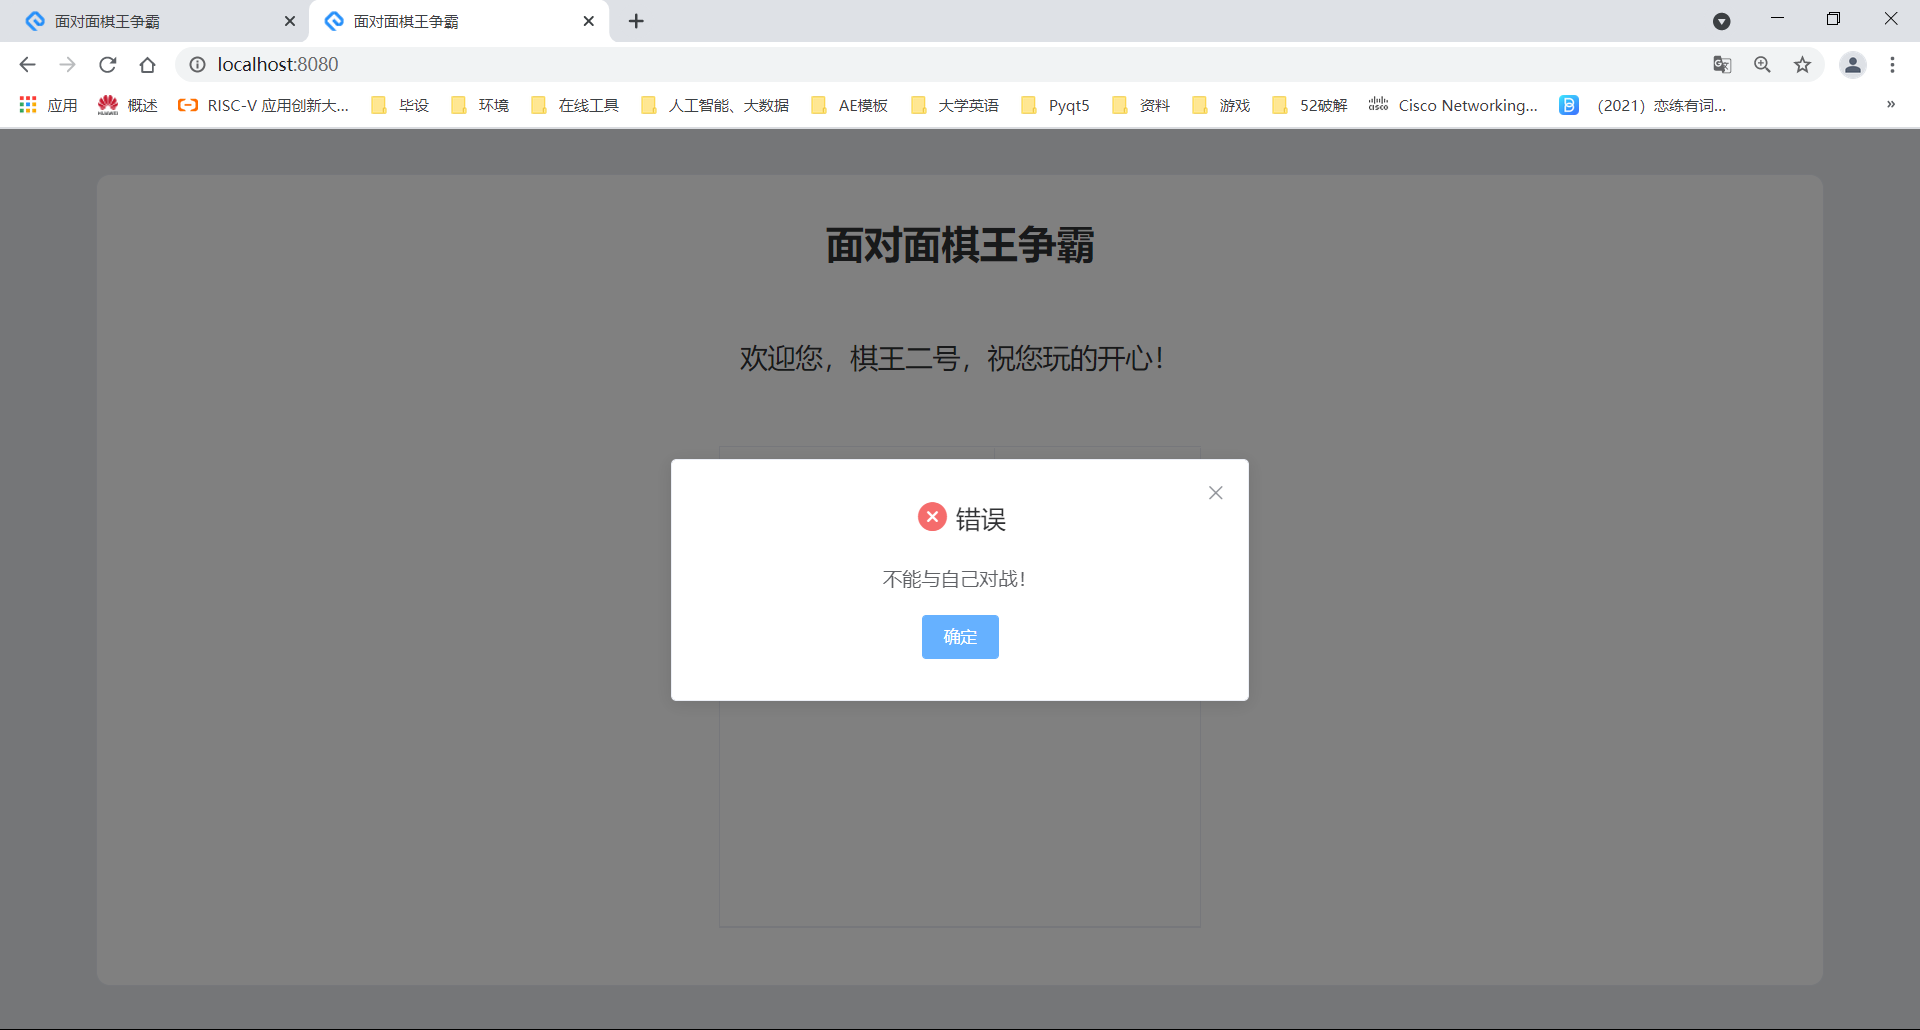 面对面棋王争霸
面对面棋王争霸
localhost:8080
应用
HUAWEI
概述
RISC-V 应用创新大...
毕设
环境
在线工具
人工智能、大数据
AE模板
大学英语
Pyqt5
资料
游戏
52破解
cisco
Cisco Networking...
（2021）恋练有词...
»
面对面棋王争霸
欢迎您，棋王二号，祝您玩的开心！
错误
不能与自己对战！
确定